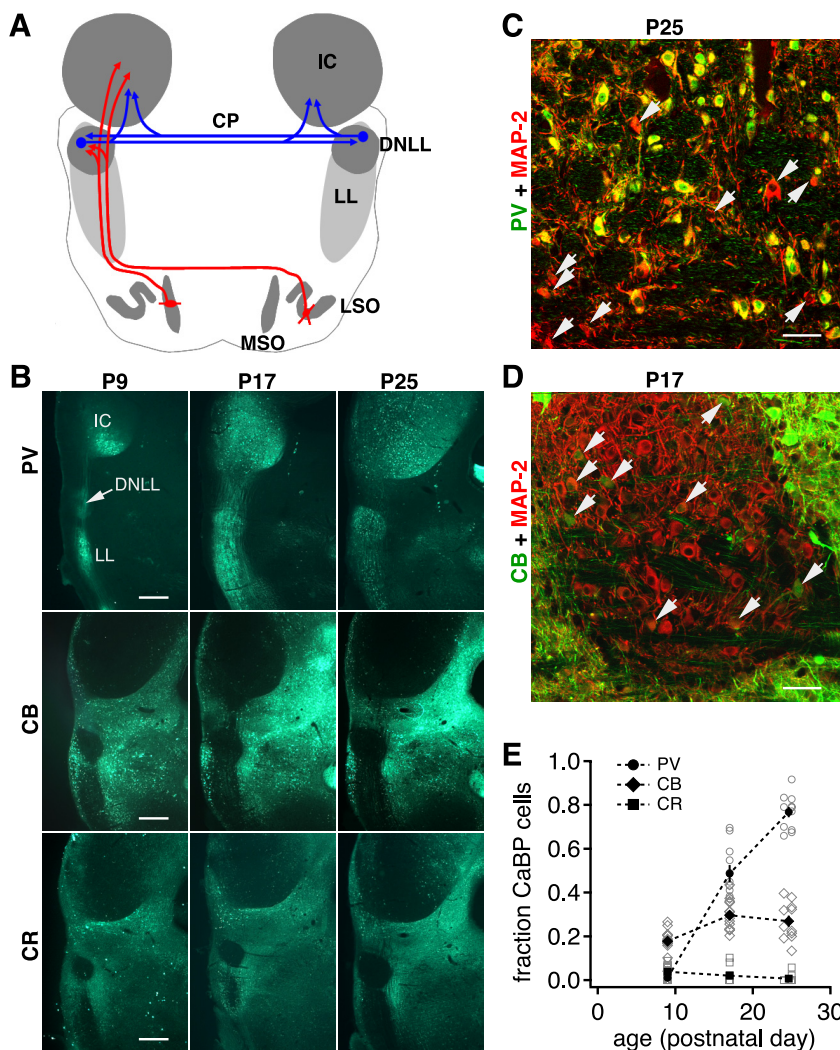 A
IC
CP
DNLL
LL
LSO
MSO
B
P9
P17
P25
PV
IC
DNLL
LL
CB
CR
C
P25
PV + MAP-2
D
P17
CB + MAP-2
E
PV
CB
CR
fraction CaBP cells
1.0
0.8
0.6
0.4
0.2
0.0
0
10
20
30
age (postnatal day)